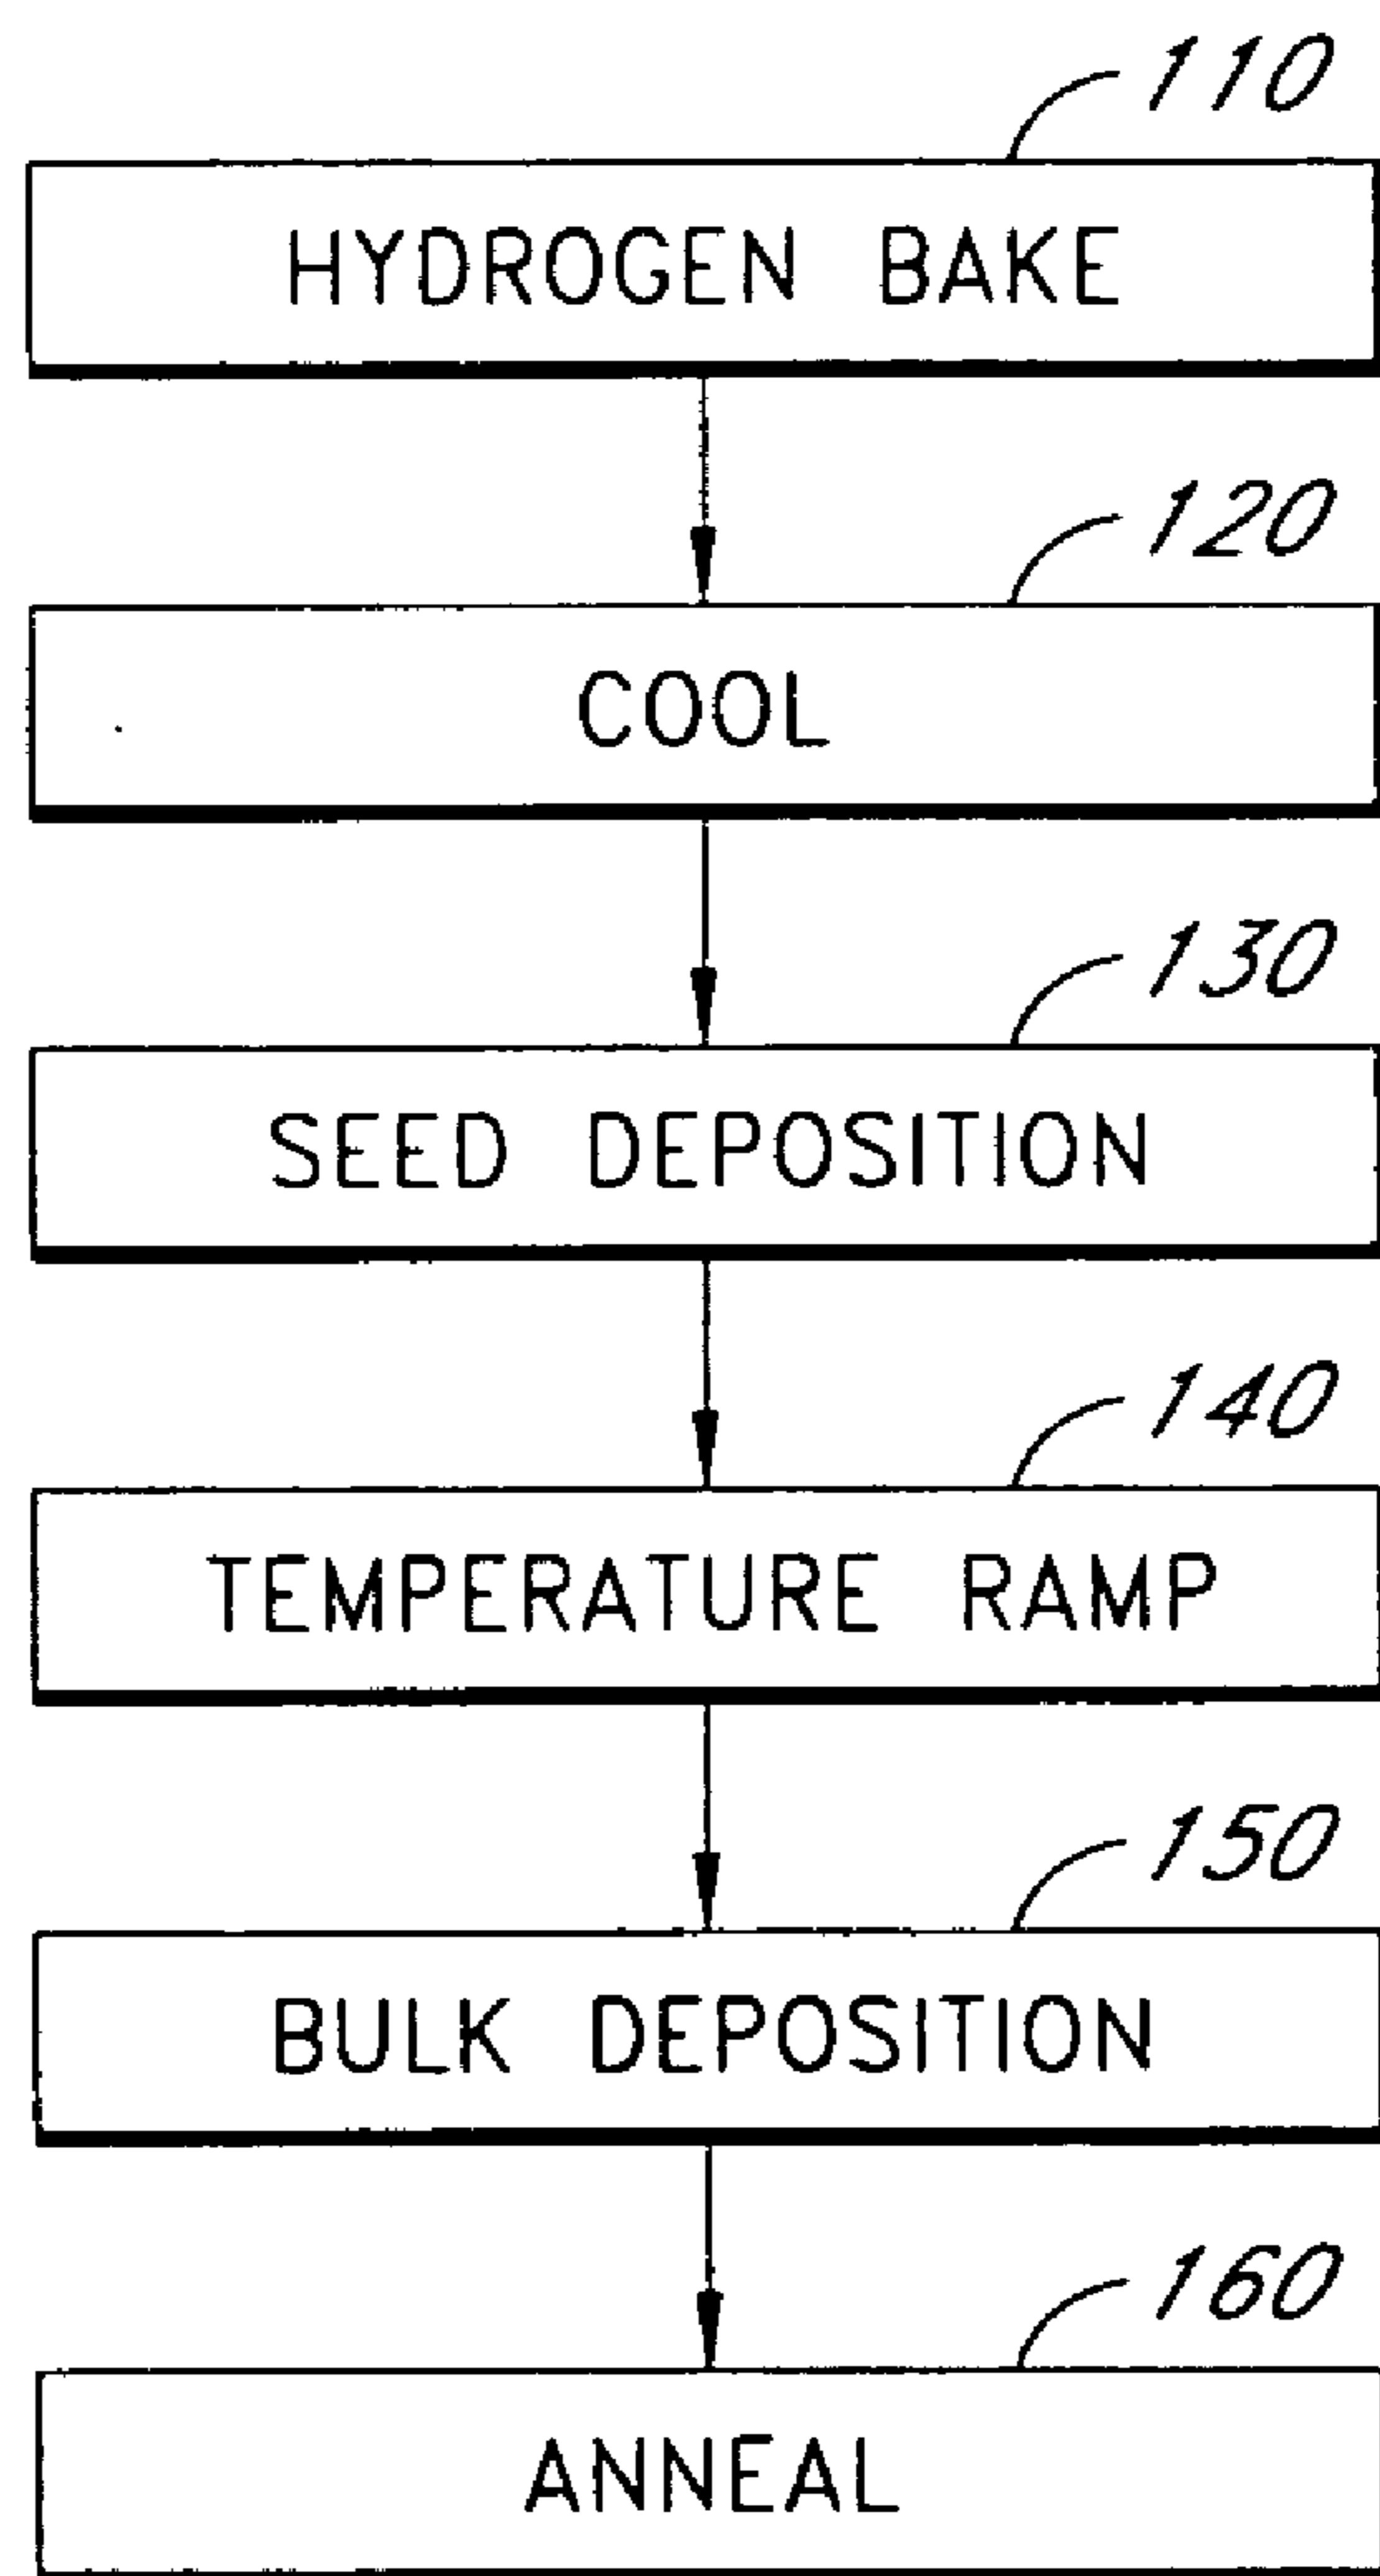 110
HYDROGEN BAKE
120
COOL
130
SEED DEPOSITION
140
TEMPERATURE RAMP
150
BULK DEPOSITION
160
ANNEAL